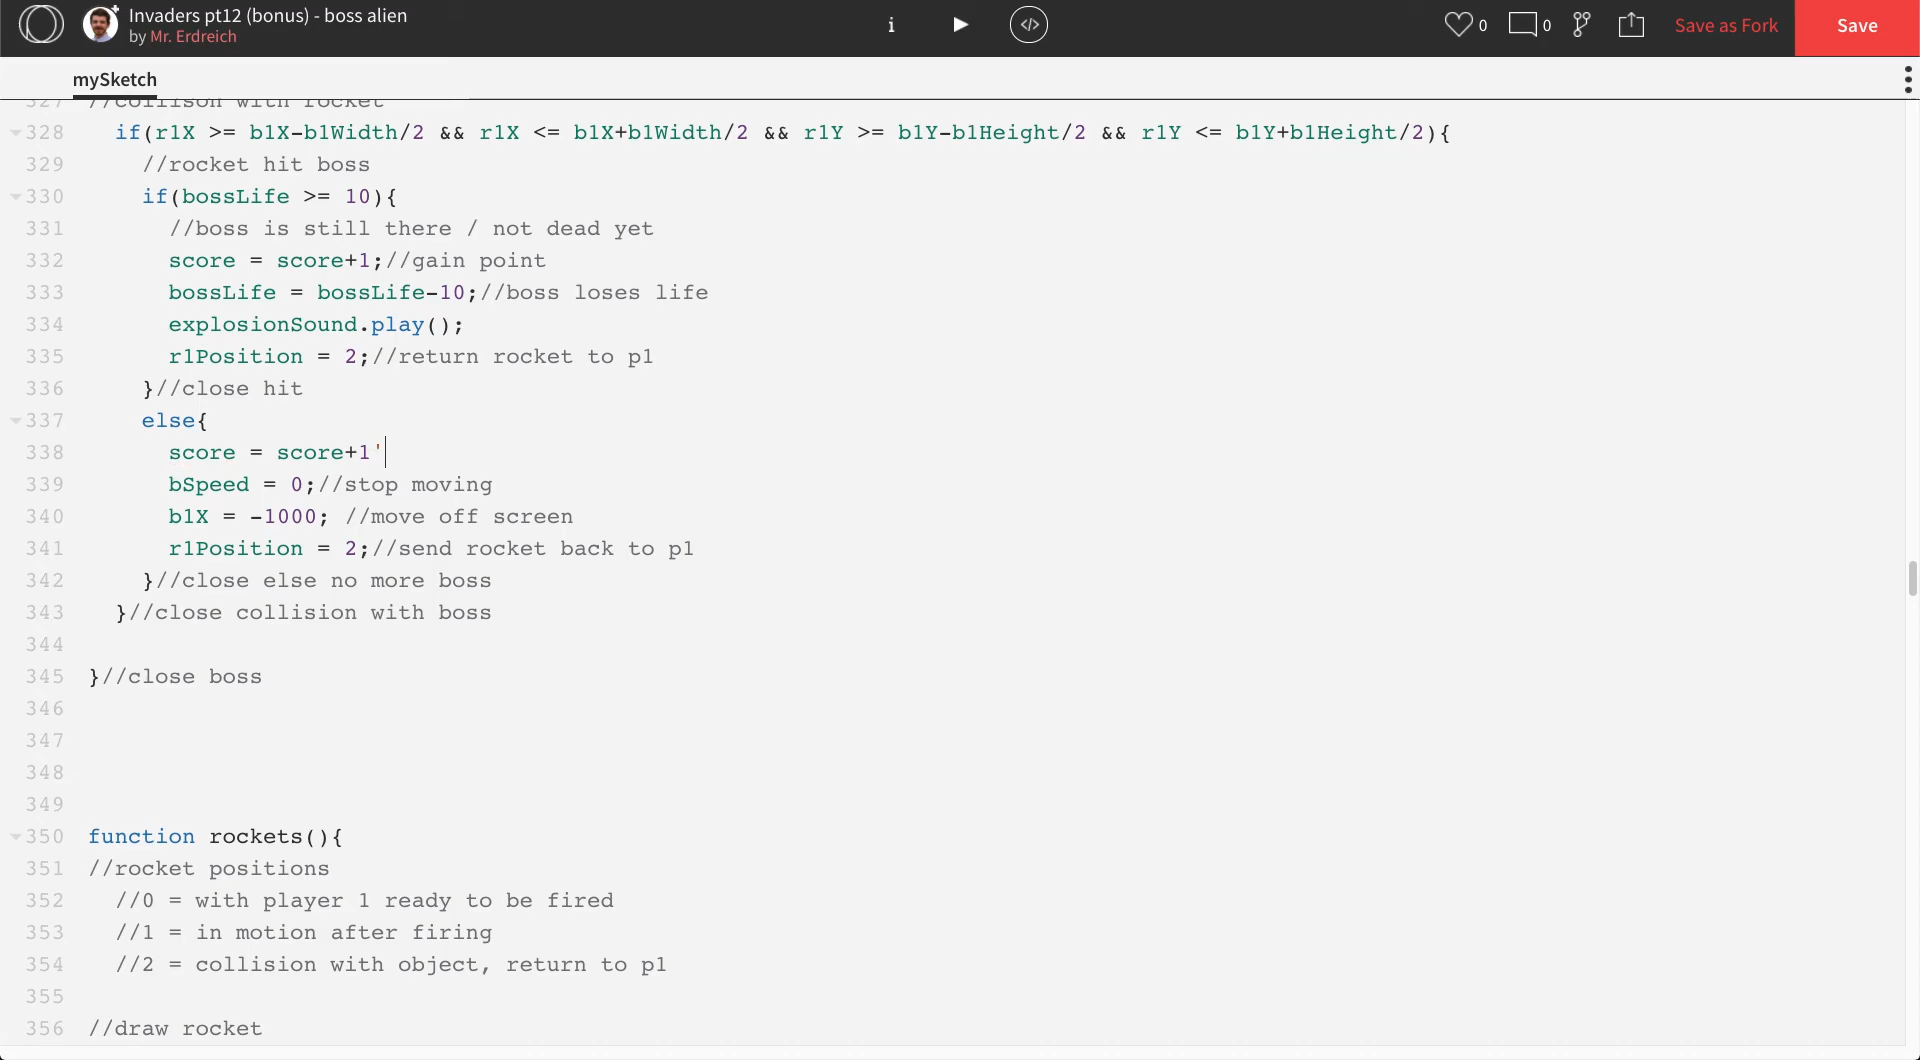 Invaders pt12 (bonus) - boss alien
by Mr. Erdreich
i
</>
0
0
Save as Fork
Save
mySketch
327 //collison with rocket
328 if(r1X >= b1X-b1Width/2 && r1X <= b1X+b1Width/2 && r1Y >= b1Y-b1Height/2 && r1Y <= b1Y+b1Height/2){
329 //rocket hit boss
330 if(bossLife >= 10){
331 //boss is still there / not dead yet
332 score = score+1;//gain point
333 bossLife = bossLife-10;//boss loses life
334 explosionSound.play();
335 r1Position = 2;//return rocket to p1
336 }//close hit
337 else{
338 score = score+1'
339 bSpeed = 0;//stop moving
340 b1X = -1000; //move off screen
341 r1Position = 2;//send rocket back to p1
342 }//close else no more boss
343 }//close collision with boss
344
345 }//close boss
346
347
348
349
350 function rockets(){
351 //rocket positions
352 //0 = with player 1 ready to be fired
353 //1 = in motion after firing
354 //2 = collision with object, return to p1
355
356 //draw rocket